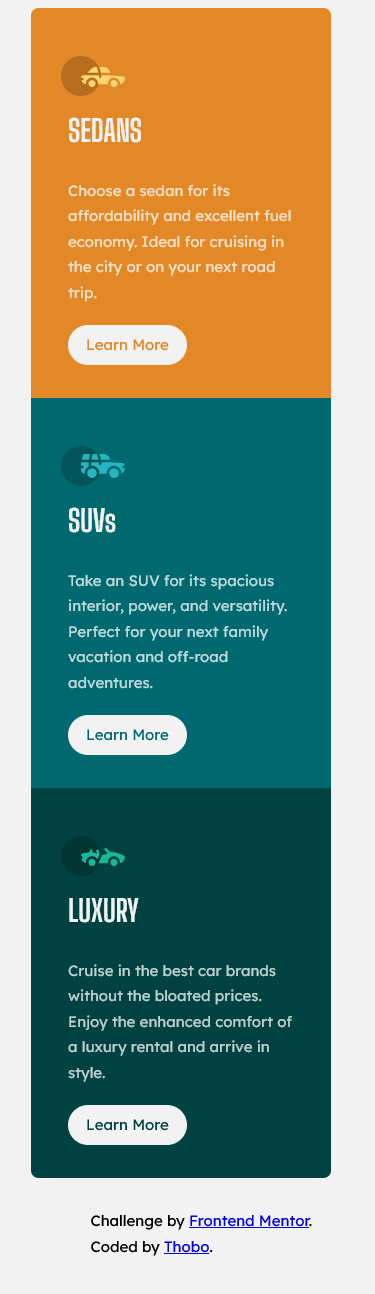 SEDANS
Choose a sedan for its
affordability and excellent fuel
economy. Ideal for cruising in
the city or on your next road
trip.
Learn More
SUVs
Take an SUV for its spacious
interior, power, and versatility.
Perfect for your next family
vacation and off-road
adventures.
Learn More
LUXURY
Cruise in the best car brands
without the bloated prices.
Enjoy the enhanced comfort of
a luxury rental and arrive in
style.
Learn More
Challenge by Frontend Mentor.
Coded by Thobo.